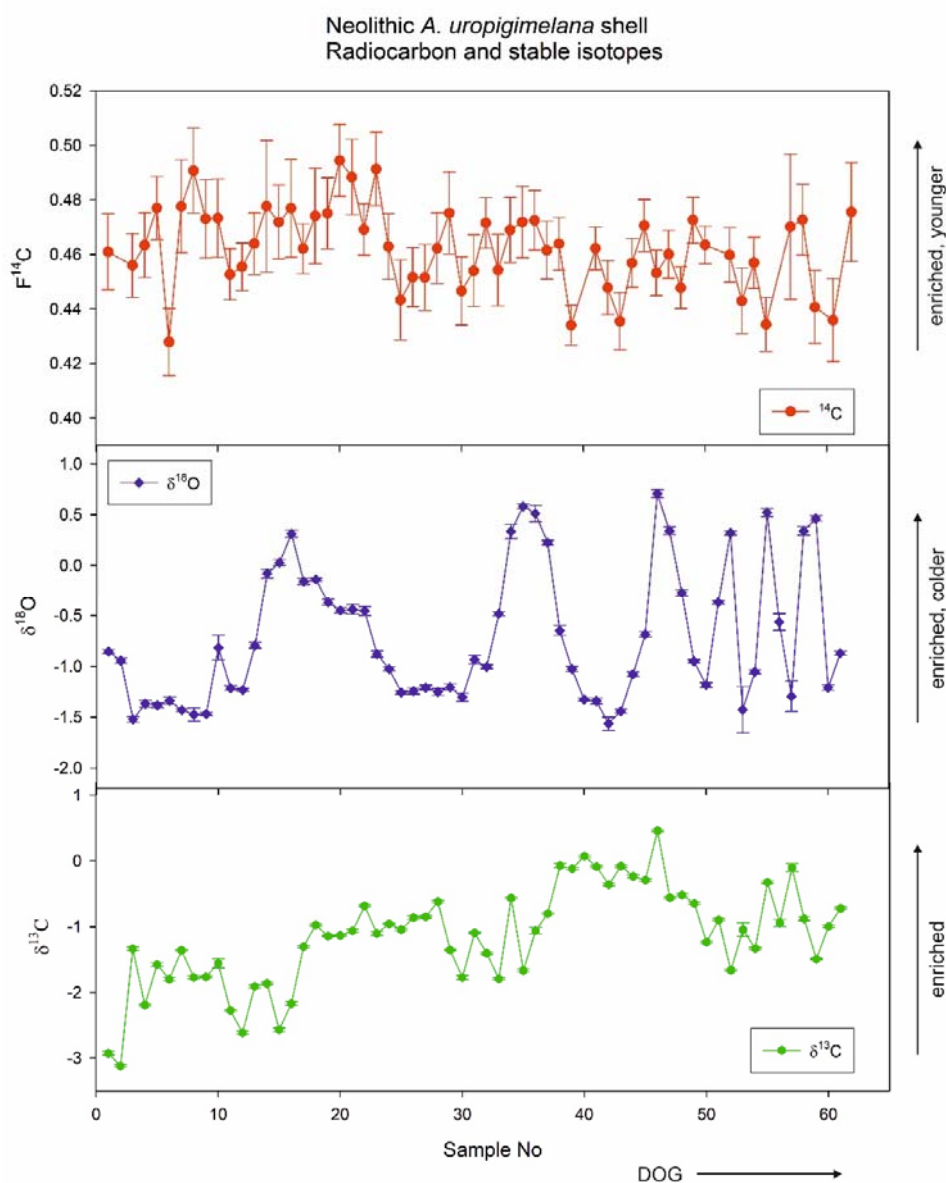 Neolithic A. uropigimelana shell
Radiocarbon and stable isotopes
0.52
0.50
0.48
0.46
0.44
0.42
0.40
F¹⁴C
¹⁴C
enriched, younger
1.0
0.5
0.0
-0.5
-1.0
-1.5
-2.0
δ¹⁸O
δ¹⁸O
enriched, colder
1
0
-1
-2
-3
δ¹³C
δ¹³C
enriched
0 10 20 30 40 50 60
Sample No
DOG